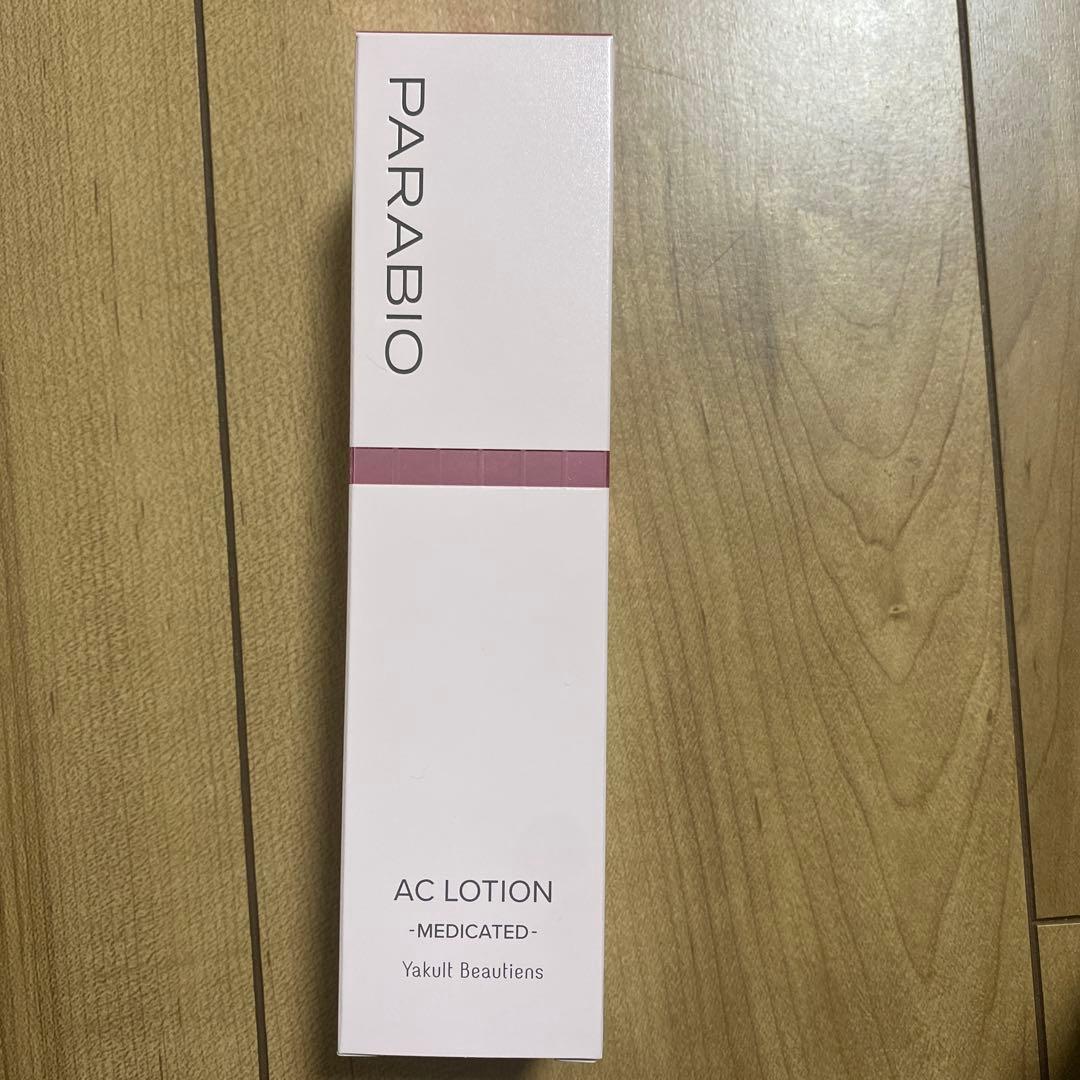 PARABIO
AC LOTION
-MEDICATED-
Yakult Beautiens